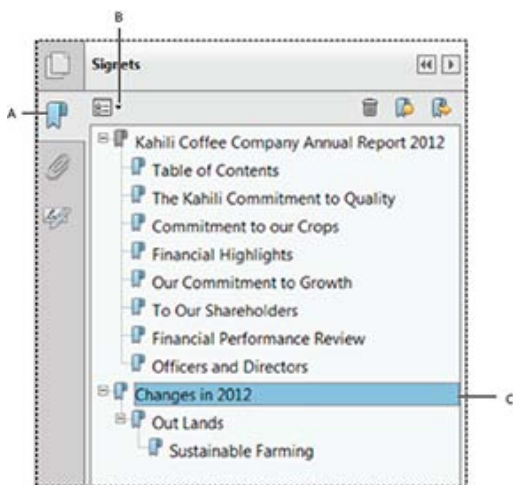 B
Signets
A
Kahili Coffee Company Annual Report 2012
Table of Contents
The Kahili Commitment to Quality
Commitment to our Crops
Financial Highlights
Our Commitment to Growth
To Our Shareholders
Financial Performance Review
Officers and Directors
Changes in 2012
C
Out Lands
Sustainable Farming